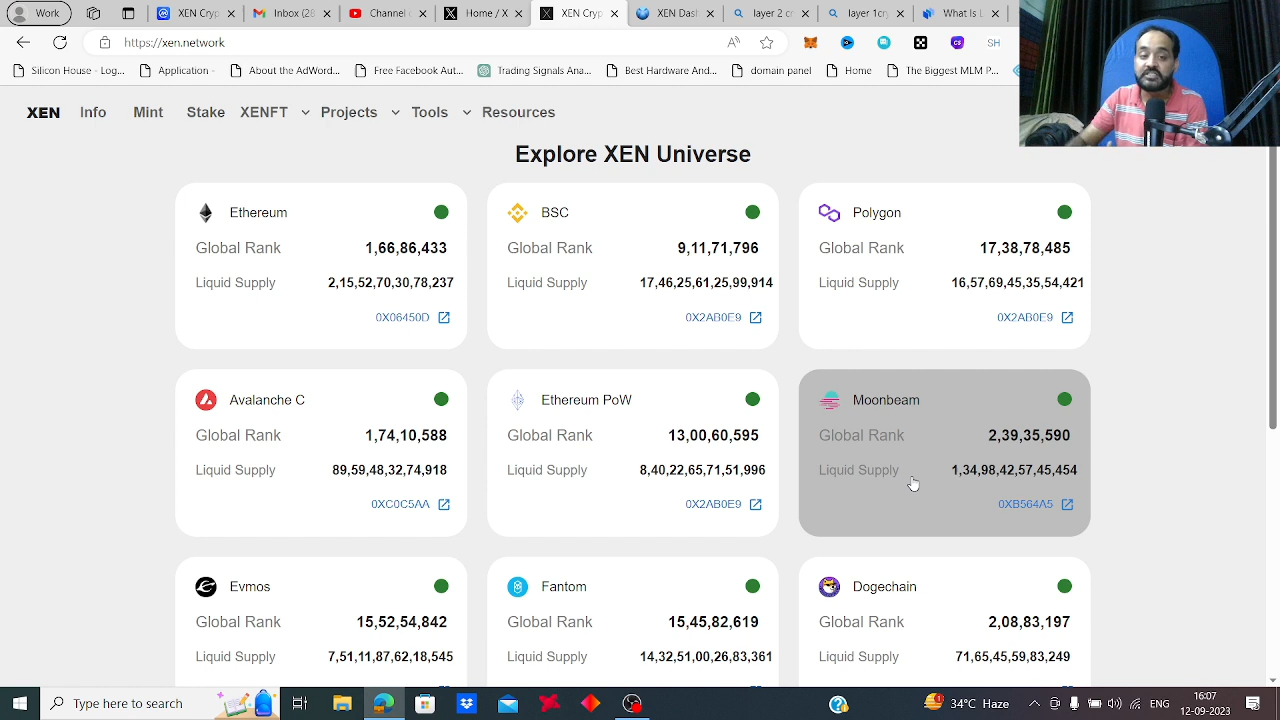 Work
XEN Cryp
Inbox (28
Channel c
Home / X
XEN Cryp
XEN Dash
layer 2 cr
layer 1cry
What Is L
https://xen.network
SH
Silicon House - Log...
Application -
About the AdWord...
Free Facebook Ads...
Trading Signals Ana...
Best Hardware And...
domain panel
Home
The Biggest MLM P...
XEN Info Mint Stake XENFT Projects Tools Resources
Explore XEN Universe
Ethereum
Global Rank 1,66,86,433
Liquid Supply 2,15,52,70,30,78,237
0X06450D
BSC
Global Rank 9,11,71,796
Liquid Supply 17,46,25,61,25,99,914
0X2AB0E9
Polygon
Global Rank 17,38,78,485
Liquid Supply 16,57,69,45,35,54,421
0X2AB0E9
Avalanche C
Global Rank 1,74,10,588
Liquid Supply 89,59,48,32,74,918
0XC0C5AA
Ethereum PoW
Global Rank 13,00,60,595
Liquid Supply 8,40,22,65,71,51,996
0X2AB0E9
Moonbeam
Global Rank 2,39,35,590
Liquid Supply 1,34,98,42,57,45,454
0XB564A5
Evmos
Global Rank 15,52,54,842
Liquid Supply 7,51,11,87,62,18,545
Fantom
Global Rank 15,45,82,619
Liquid Supply 14,32,51,00,26,83,361
Dogechain
Global Rank 2,08,83,197
Liquid Supply 71,65,45,59,83,249
Type here to search
34°C Haze
ENG
16:07
12-09-2023